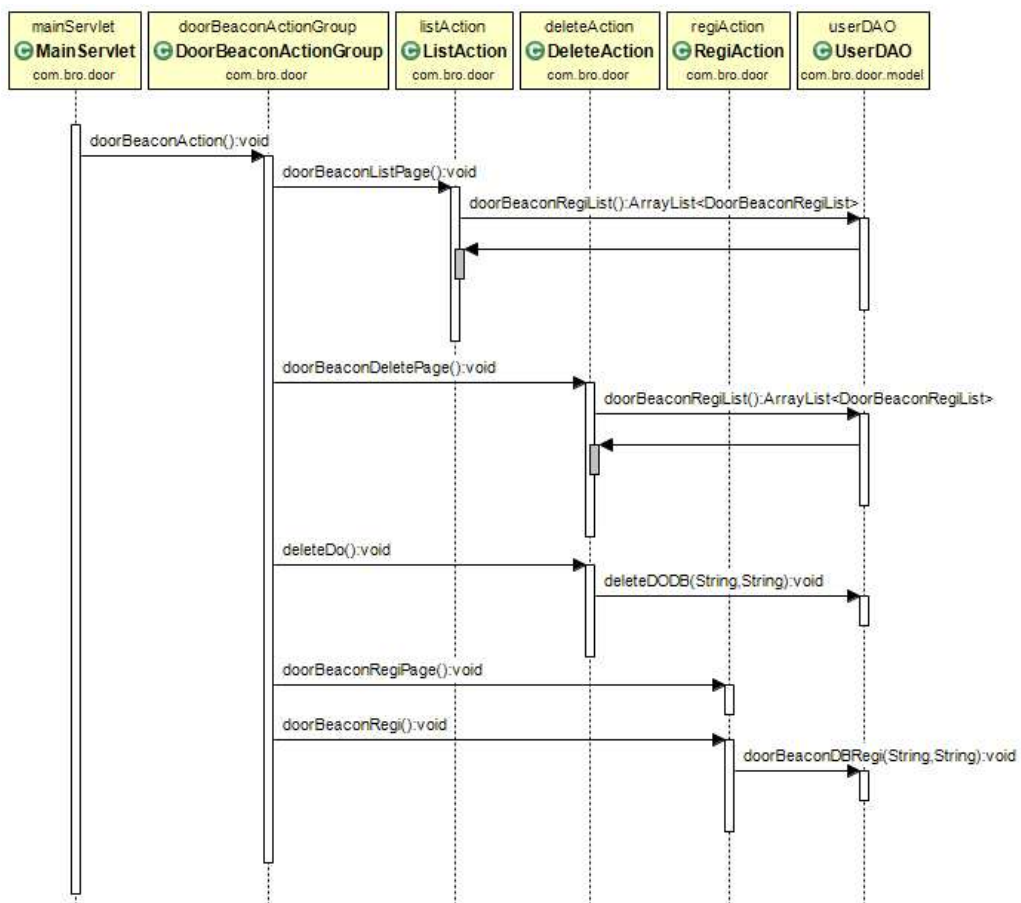 mainServlet
MainServlet
com.bro.door
doorBeaconActionGroup
DoorBeaconActionGroup
com.bro.door
listAction
ListAction
com.bro.door
deleteAction
DeleteAction
com.bro.door
regiAction
RegiAction
com.bro.door
userDAO
UserDAO
com.bro.door.model
doorBeaconAction():void
doorBeaconListPage():void
doorBeaconRegiList():ArrayList<DoorBeaconRegiList>
doorBeaconDeletePage():void
doorBeaconRegiList():ArrayList<DoorBeaconRegiList>
deleteDo():void
deleteDODB(String,String):void
doorBeaconRegiPage():void
doorBeaconRegi():void
doorBeaconDBRegi(String,String):void